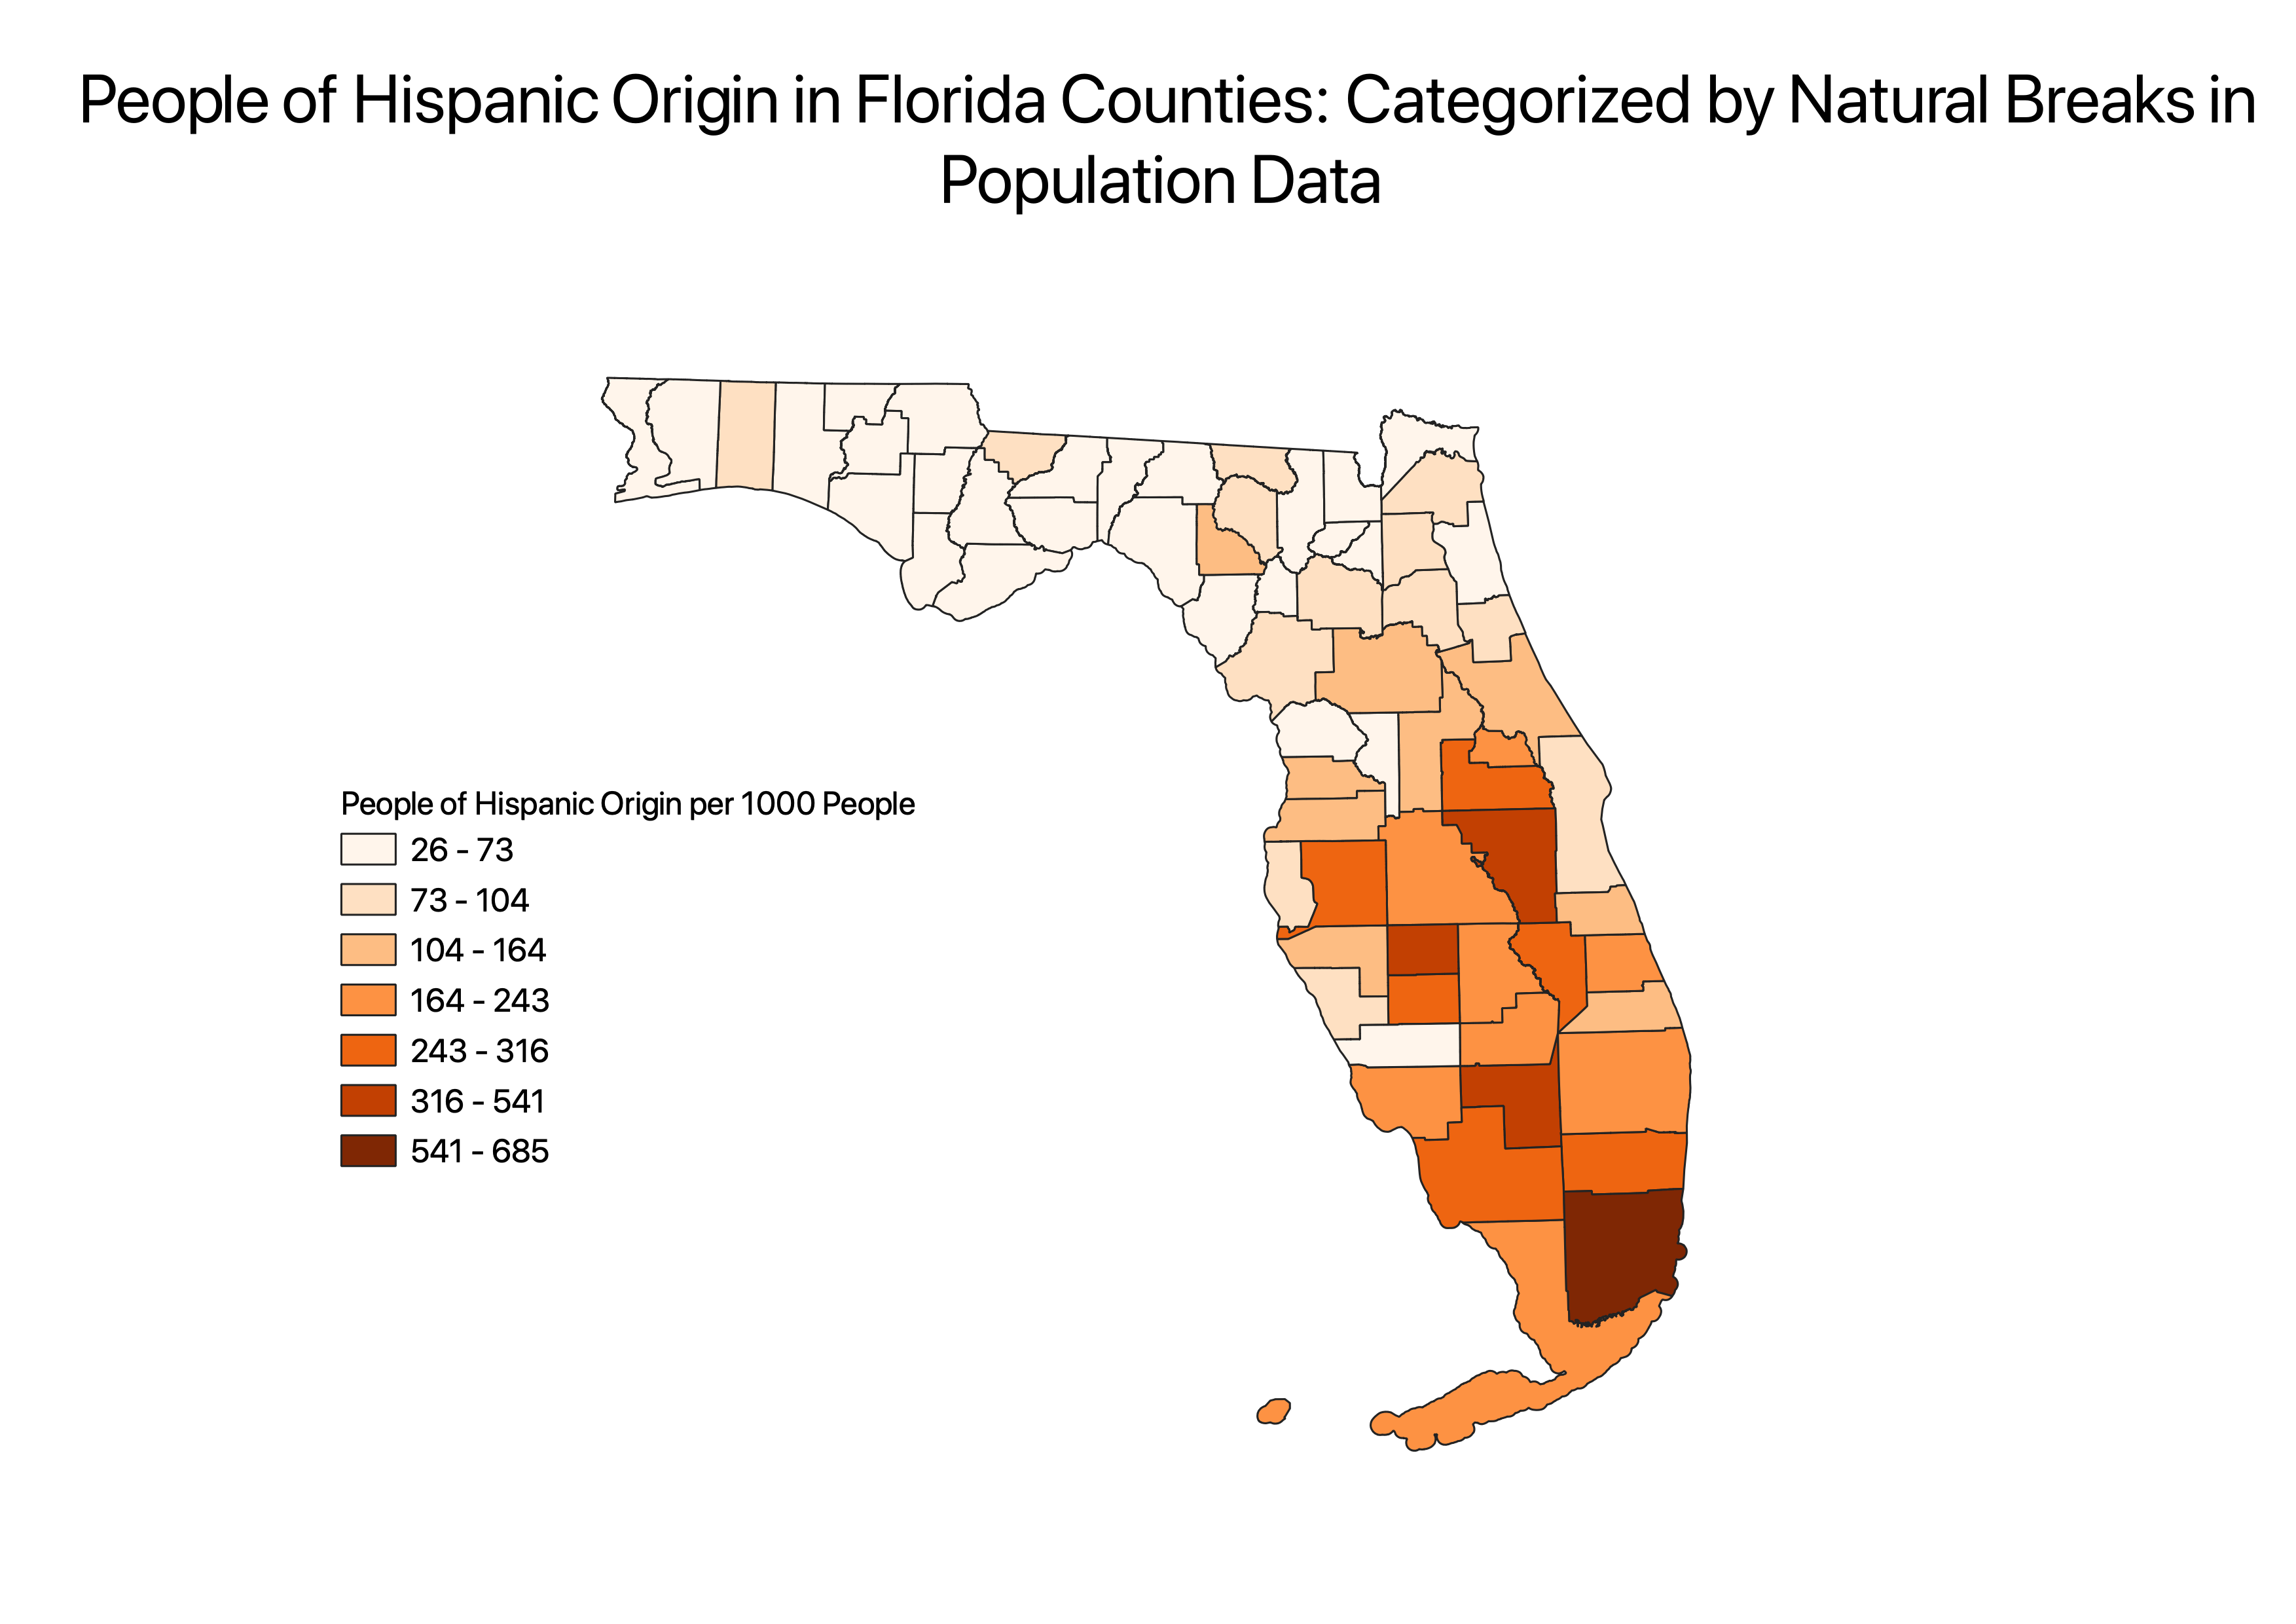 People of Hispanic Origin in Florida Counties: Categorized by Natural Breaks in
Population Data
People of Hispanic Origin per 1000 People
26 - 73
73 - 104
104 - 164
164 - 243
243 - 316
316 - 541
541 - 685